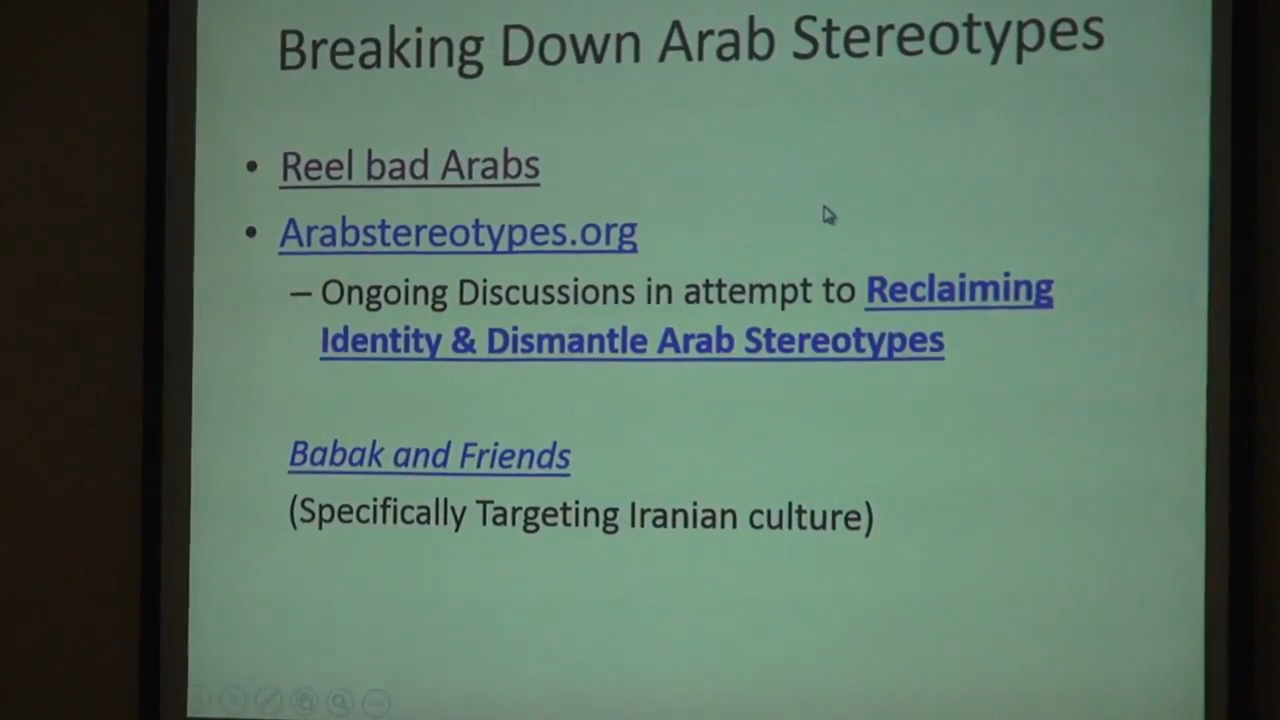 Breaking Down Arab Stereotypes
• Reel bad Arabs
• Arabstereotypes.org
– Ongoing Discussions in attempt to Reclaiming
Identity & Dismantle Arab Stereotypes
Babak and Friends
(Specifically Targeting Iranian culture)